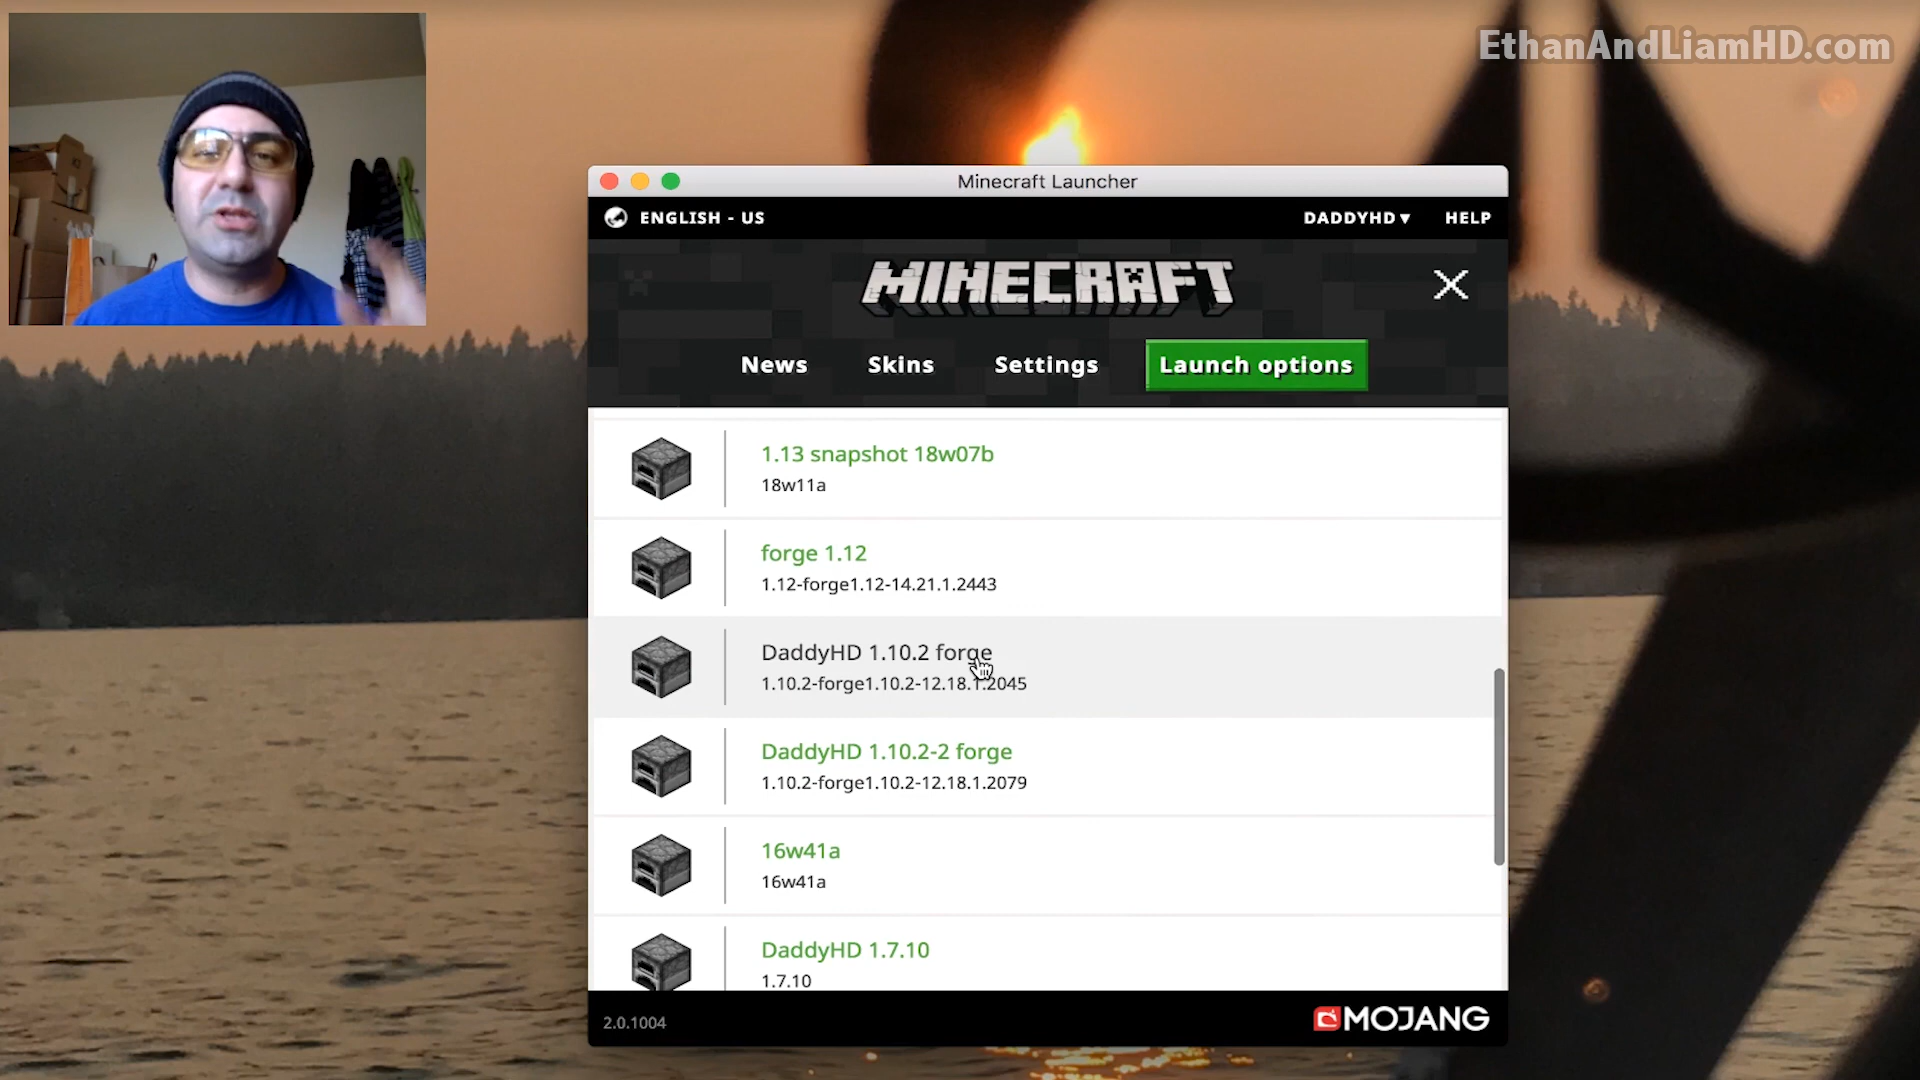 EthanAndLiamHD.com
Minecraft Launcher
ENGLISH - US
DADDYHD▼
HELP
MINECRAFT
News
Skins
Settings
Launch options
1.13 snapshot 18w07b
18w11a
forge 1.12
1.12-forge1.12-14.21.1.2443
DaddyHD 1.10.2 forge
1.10.2-forge1.10.2-12.18.1.2045
DaddyHD 1.10.2-2 forge
1.10.2-forge1.10.2-12.18.1.2079
16w41a
16w41a
DaddyHD 1.7.10
1.7.10
2.0.1004
MOJANG